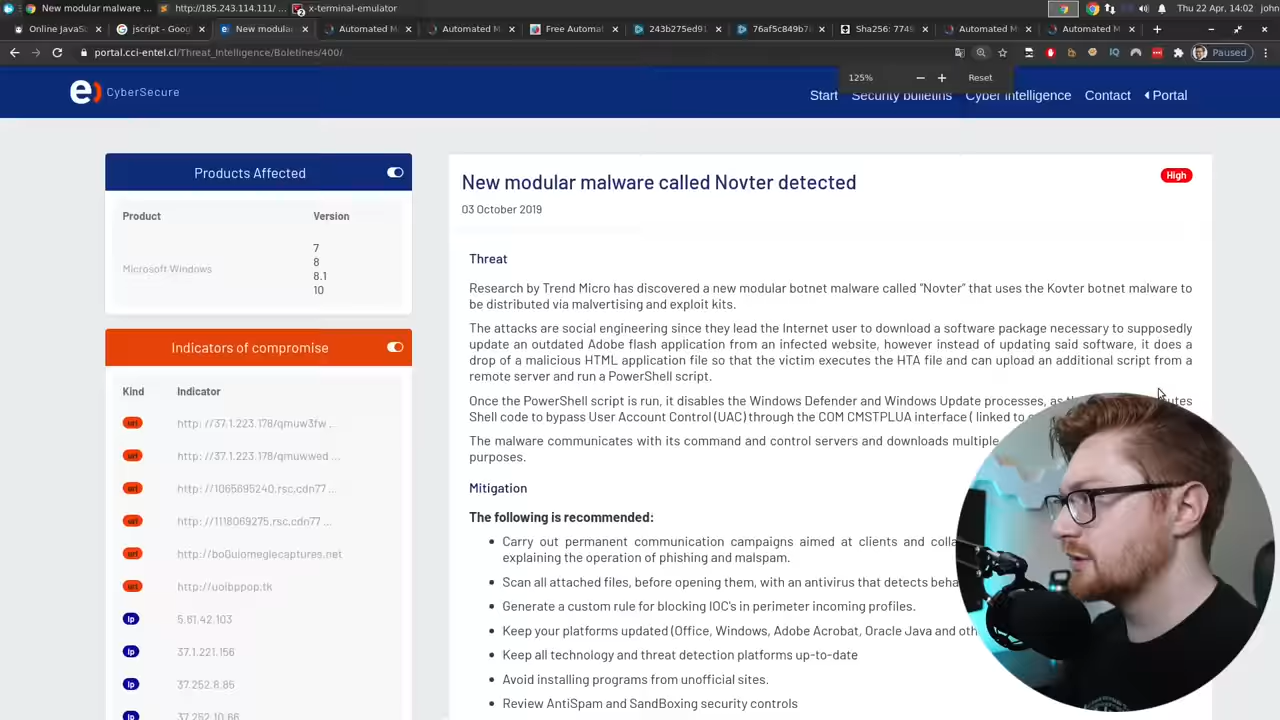 New modular malware ...
http://185.243.114.111/ ...
x-terminal-emulator
Thu 22 Apr, 14:02
john
Online JavaS
jscript - Goog
New modular
Automated M
Automated M
Free Automat
243b275ed91
76af5c849b7
Sha256: 774
Automated M
Automated M
portal.cci-entel.cl/Threat_Intelligence/Boletines/400/
Paused
125%
Reset
CyberSecure
Start
Security bulletins
Cyber intelligence
Contact
Portal
Products Affected
Product
Version
Microsoft Windows
7
8
8.1
10
Indicators of compromise
Kind
Indicator
url
http: //37.1.223.178/qmuw3fw ...
url
http: //37.1.223.178/qmuwwed ...
url
http: //1065695240.rsc.cdn77 ...
url
http: //1118069275.rsc.cdn77 ...
url
url
http://uoibppop.tk
Ip
5.61.42.103
Ip
37.1.221.156
Ip
37.252.8.85
Ip
37.252.10.66
New modular malware called Novter detected
High
03 October 2019
Threat
Research by Trend Micro has discovered a new modular botnet malware called "Novter" that uses the Kovter botnet malware to
be distributed via malvertising and exploit kits.
The attacks are social engineering since they lead the Internet user to download a software package necessary to supposedly
update an outdated Adobe flash application from an infected website, however instead of updating said software, it does a
drop of a malicious HTML application file so that the victim executes the HTA file and can upload an additional script from a
remote server and run a PowerShell script.
Once the PowerShell script is run, it disables the Windows Defender and Windows Update processes, as
Shell code to bypass User Account Control (UAC) through the COM CMSTPLUA interface ( linked to
The malware communicates with its command and control servers and downloads multiple
purposes.
Mitigation
The following is recommended:
Carry out permanent communication campaigns aimed at clients and
explaining the operation of phishing and malspam.
Scan all attached files, before opening them, with an antivirus that detects
Generate a custom rule for blocking IOC's in perimeter incoming profiles.
Keep your platforms updated (Office, Windows, Adobe Acrobat, Oracle Java and
Keep all technology and threat detection platforms up-to-date
Avoid installing programs from unofficial sites.
Review AntiSpam and SandBoxing security controls